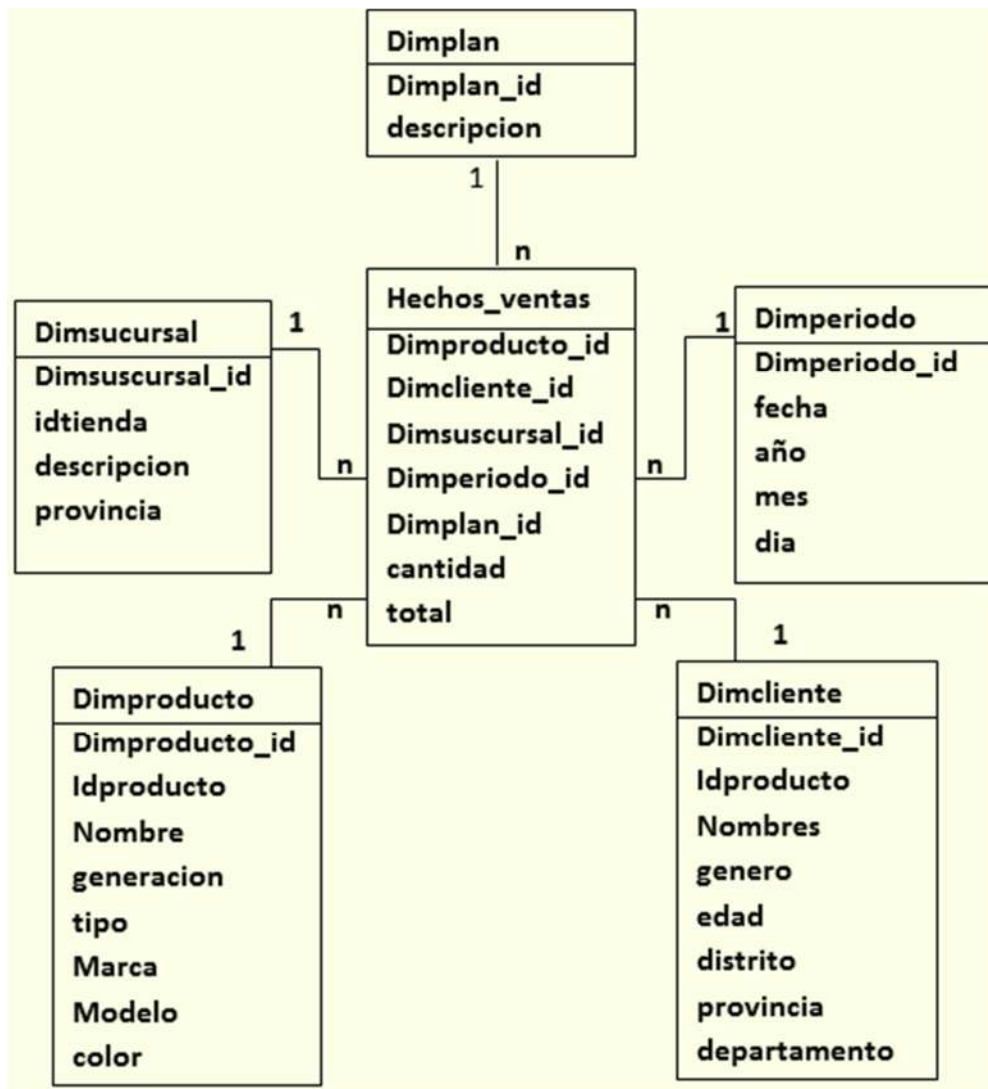 Dimplan
Dimplan_id
descripcion
1
n
Hechos_ventas
Dimproducto_id
Dimcliente_id
Dimsuscursal_id
Dimperiodo_id
Dimplan_id
cantidad
total
Dimsucursal
Dimsuscursal_id
idtienda
descripcion
provincia
1
n
Dimperiodo
Dimperiodo_id
fecha
año
mes
dia
1
n
Dimproducto
Dimproducto_id
Idproducto
Nombre
generacion
tipo
Marca
Modelo
color
1
n
Dimcliente
Dimcliente_id
Idproducto
Nombres
genero
edad
distrito
provincia
departamento
1
n